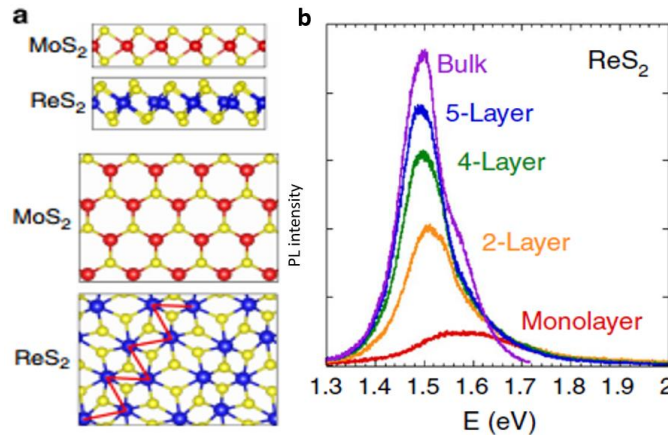 a
MoS₂
ReS₂
MoS₂
ReS₂
b
ReS₂
Bulk
5-Layer
4-Layer
2-Layer
Monolayer
PL intensity
1.3 1.4 1.5 1.6 1.7 1.8 1.9 2
E (eV)